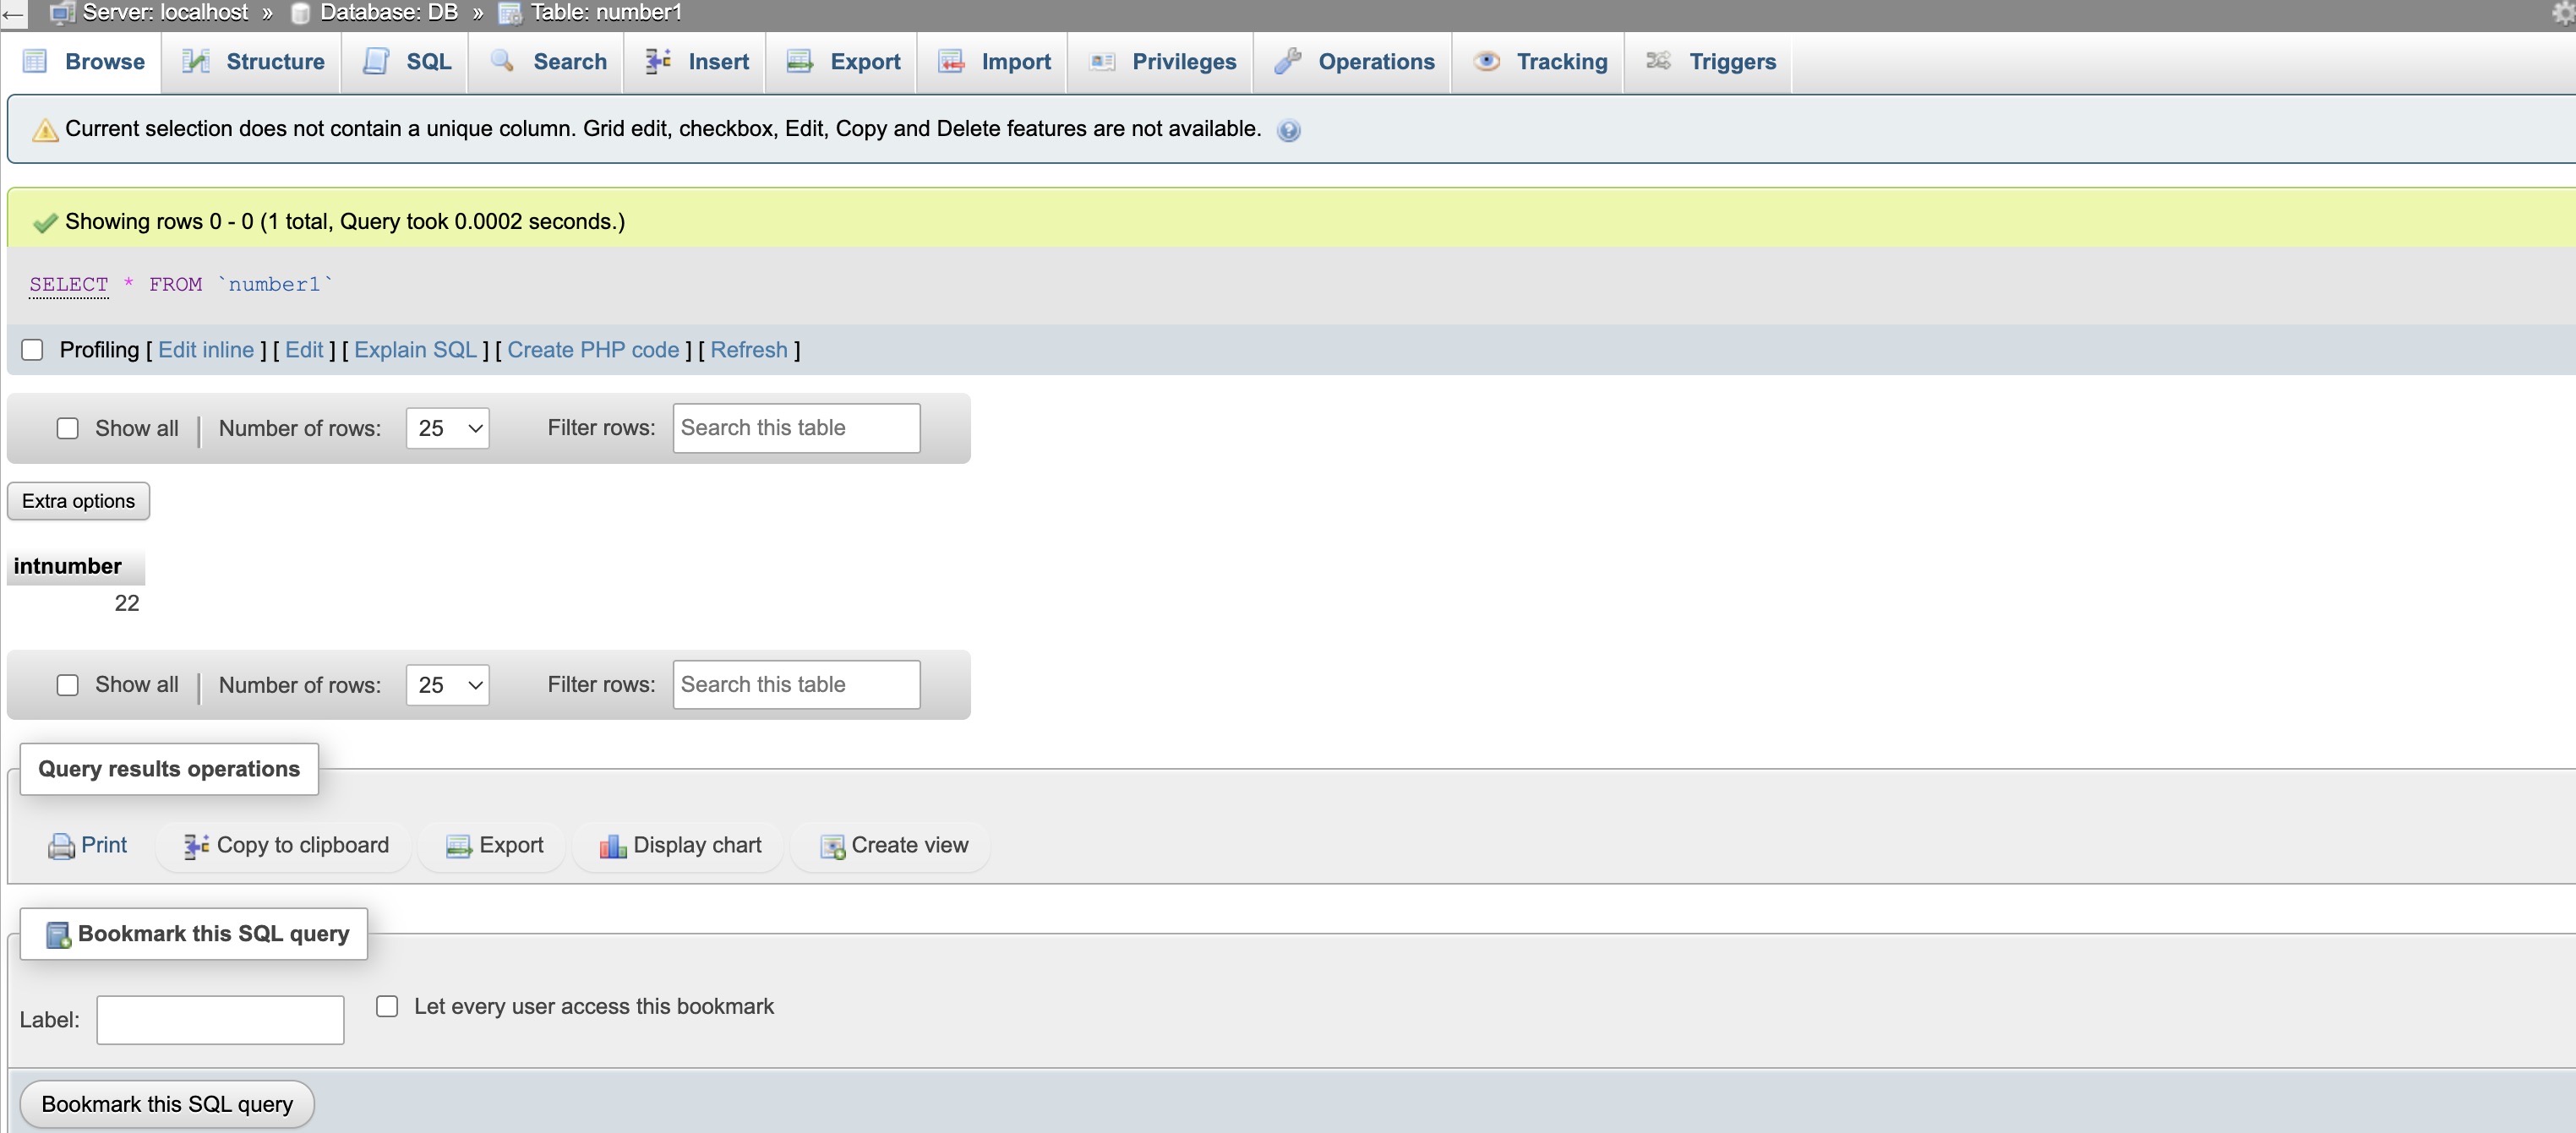 Server: localhost » Database: DB » Table: number1
Browse Structure SQL Search Insert Export Import Privileges Operations Tracking Triggers
Current selection does not contain a unique column. Grid edit, checkbox, Edit, Copy and Delete features are not available.
Showing rows 0 - 0 (1 total, Query took 0.0002 seconds.)
SELECT * FROM `number1`
Profiling [ Edit inline ] [ Edit ] [ Explain SQL ] [ Create PHP code ] [ Refresh ]
Show all | Number of rows: 25 Filter rows: Search this table
Extra options
intnumber
22
Show all | Number of rows: 25 Filter rows: Search this table
Query results operations
Print Copy to clipboard Export Display chart Create view
Bookmark this SQL query
Label: Let every user access this bookmark
Bookmark this SQL query